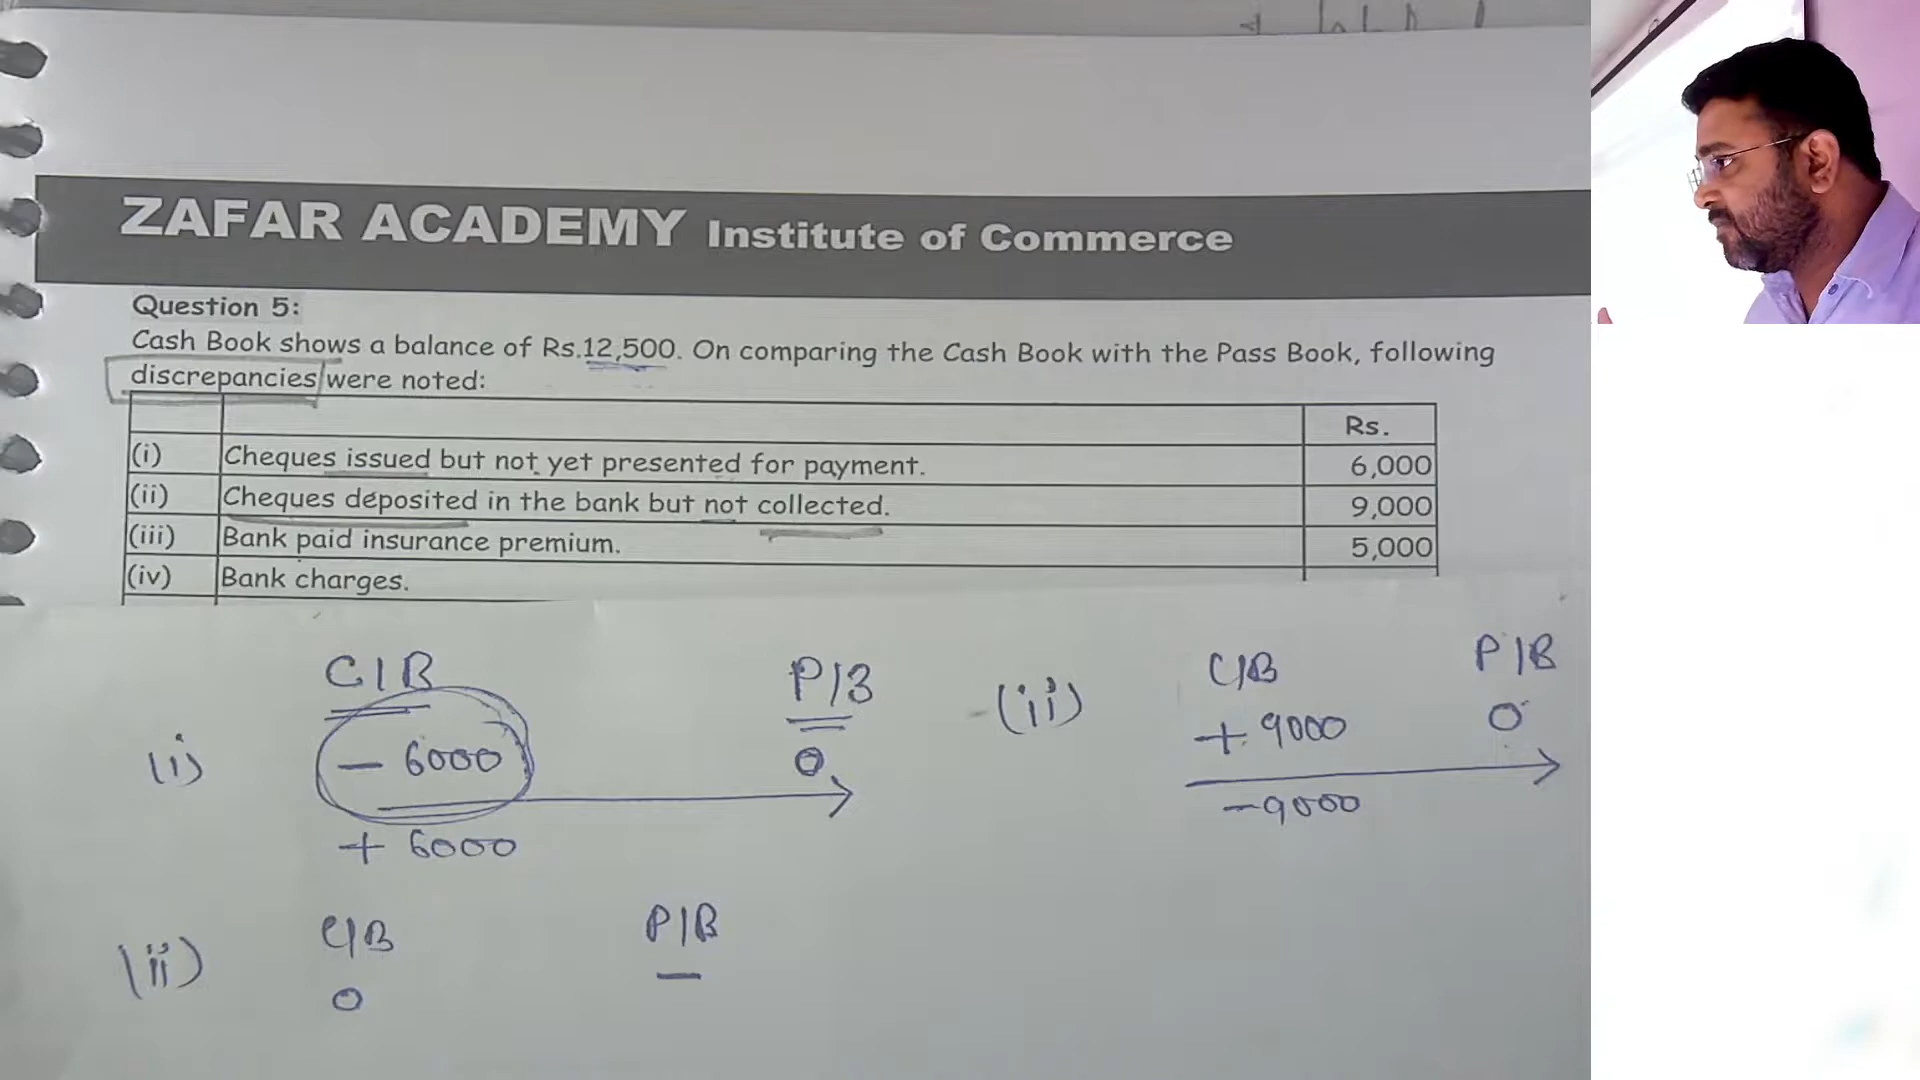 ZAFAR ACADEMY Institute of Commerce
Question 5:
Cash Book shows a balance of Rs.12,500. On comparing the Cash Book with the Pass Book, following
discrepancies were noted:
Rs.
(i) Cheques issued but not yet presented for payment. 6,000
(ii) Cheques deposited in the bank but not collected. 9,000
(iii) Bank paid insurance premium. 5,000
(iv) Bank charges.
C/B P/B
(i) - 6000 0
+ 6000
(ii) C/B P/B
+ 9000 0
- 9000
(ii) C/B P/B
0 -